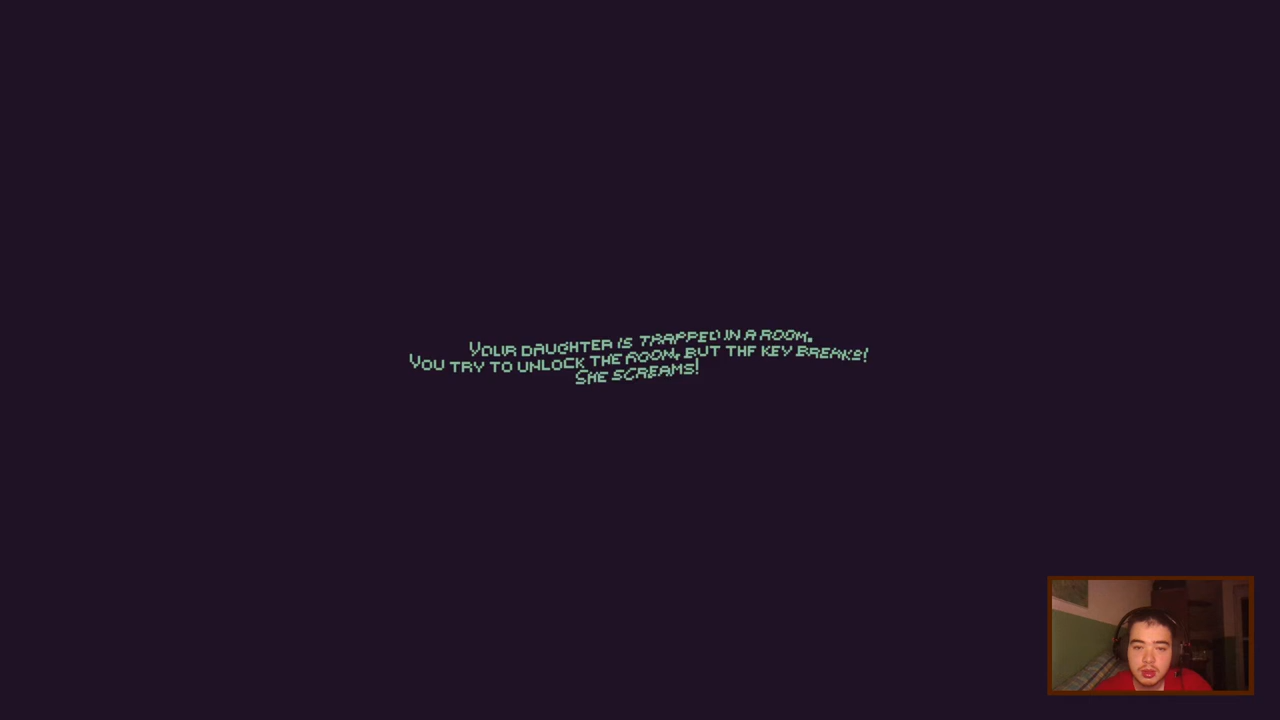 Your daughter is trapped in a room.
You try to unlock the room, but the key breaks!
She screams!